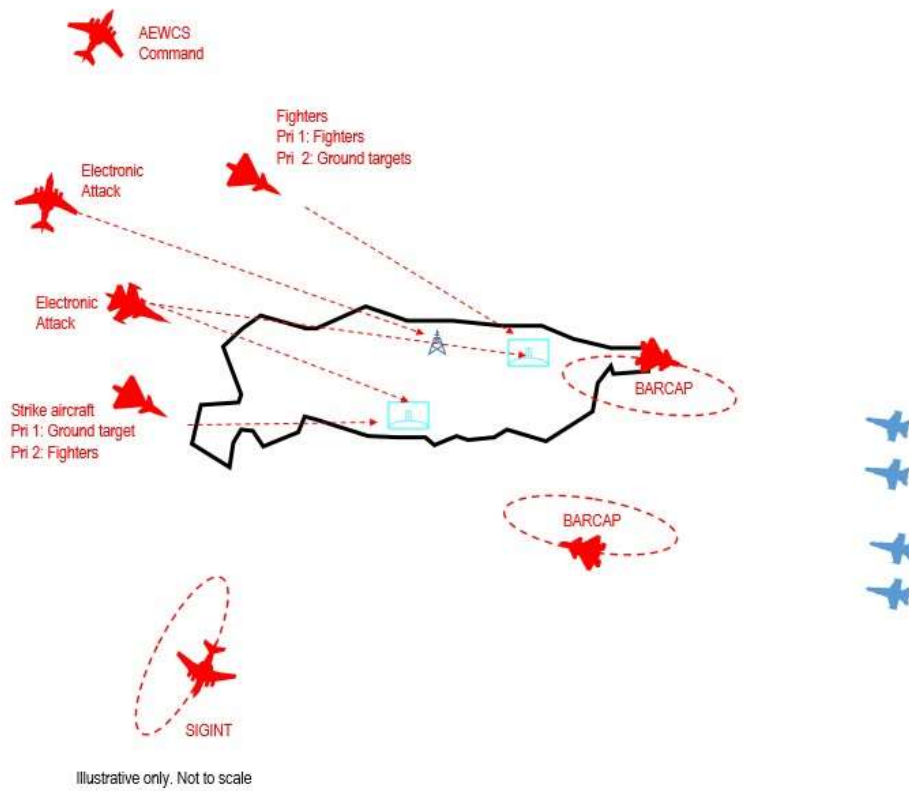 AEWCS
Command
Fighters
Pri 1: Fighters
Pri 2: Ground targets
Electronic
Attack
Electronic
Attack
Strike aircraft
Pri 1: Ground target
Pri 2: Fighters
BARCAP
BARCAP
SIGINT
Illustrative only. Not to scale